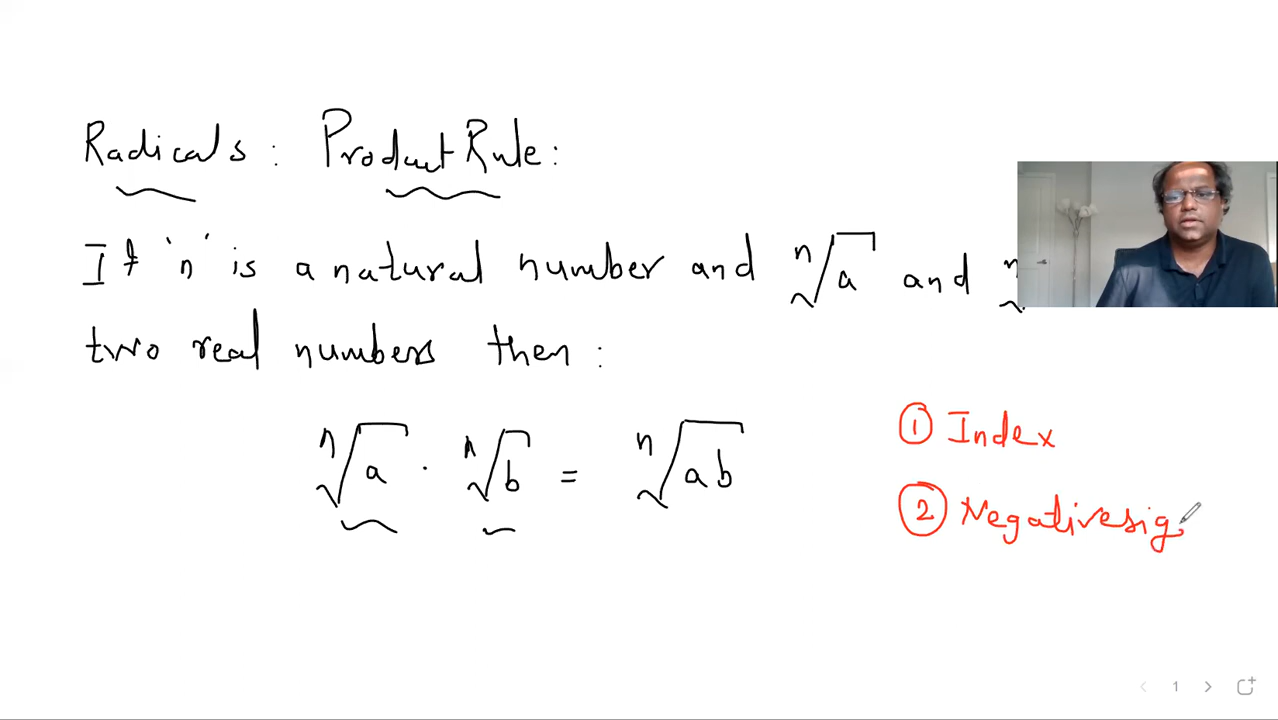 Radicals: Product Rule:
If 'n' is a natural number and ⁿ√a and ⁿ√
two real numbers then:
ⁿ√a · ⁿ√b = ⁿ√ab
① Index
② Negative sig
1